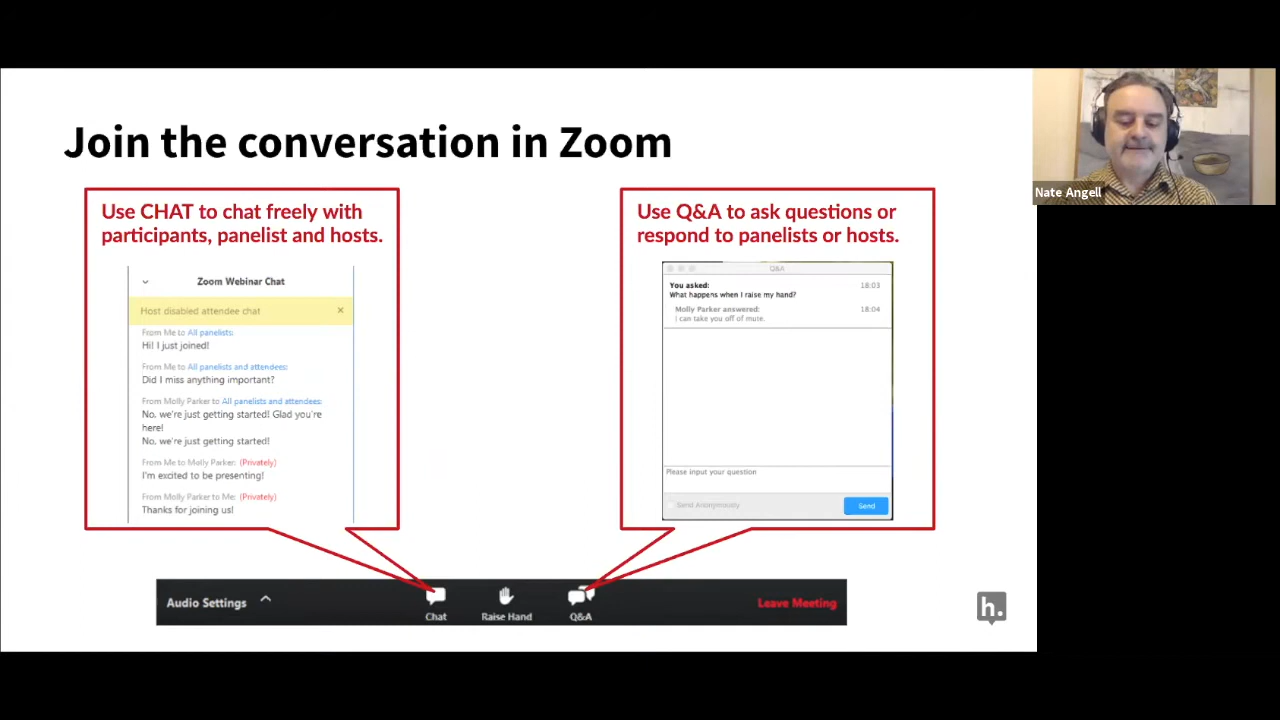 Join the conversation in Zoom
Nate Angell
Use CHAT to chat freely with
participants, panelist and hosts.
Zoom Webinar Chat
Host disabled attendee chat
From Me to All panelists:
Hi! I just joined!
From Me to All panelists and attendees:
Did I miss anything important?
From Molly Parker to All panelists and attendees:
No, we're just getting started! Glad you're
here!
No, we're just getting started!
From Me to Molly Parker: (Privately)
I'm excited to be presenting!
From Molly Parker to Me: (Privately)
Thanks for joining us!
Use Q&A to ask questions or
respond to panelists or hosts.
Q&A
You asked: 18:03
What happens when I raise my hand?
Molly Parker answered: 18:04
I can take you off of mute.
Please input your question
Send Anonymously Send
Audio Settings Chat Raise Hand Q&A Leave Meeting
h.